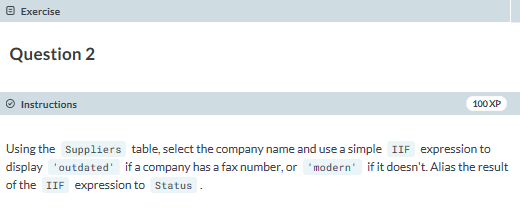 Exercise
Question 2
Instructions
100 XP
Using the Suppliers table, select the company name and use a simple IIF expression to
display 'outdated' if a company has a fax number, or 'modern' if it doesn't. Alias the result
of the IIF expression to Status .